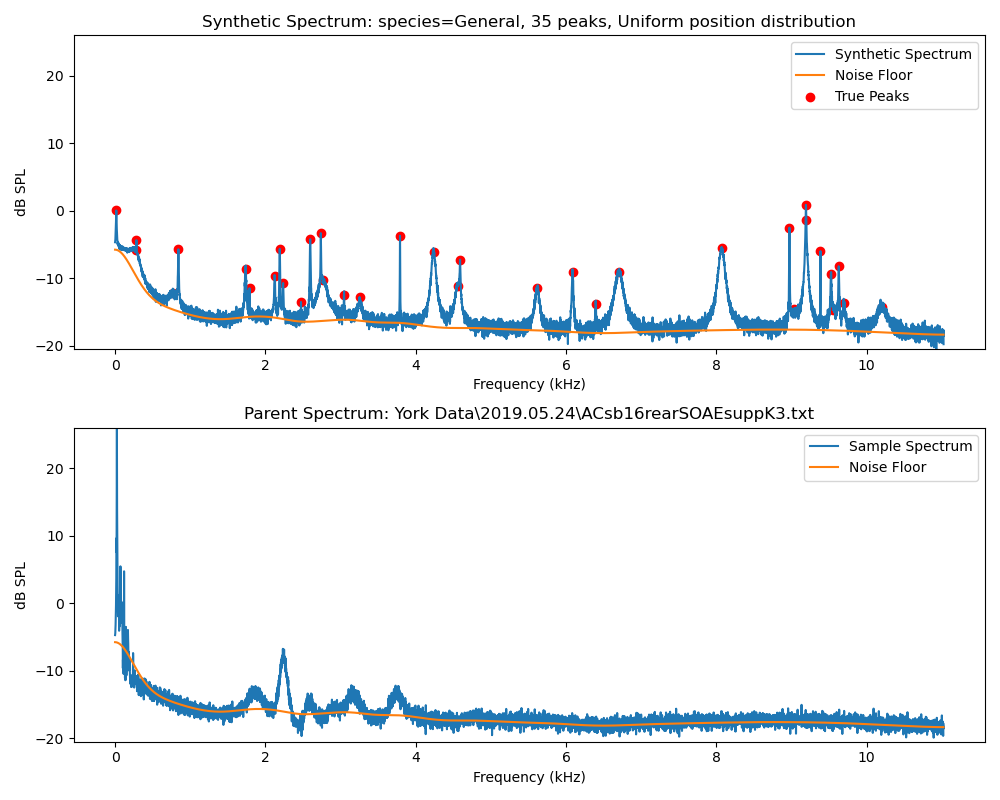 Synthetic Spectrum: species=General, 35 peaks, Uniform position distribution
dB SPL
20
10
0
−10
−20
Synthetic Spectrum
Noise Floor
True Peaks
0 2 4 6 8 10
Frequency (kHz)
Parent Spectrum: York Data\2019.05.24\ACsb16rearSOAEsuppK3.txt
dB SPL
20
10
0
−10
−20
Sample Spectrum
Noise Floor
0 2 4 6 8 10
Frequency (kHz)